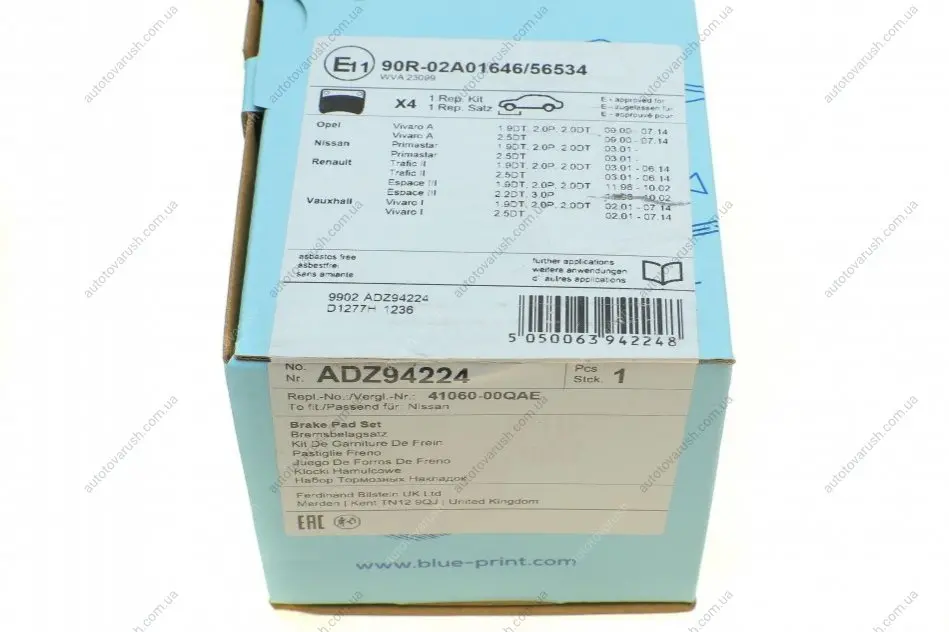 E11 90R-02A01646/56534
WVA 23099
X4 1 Rep. Kit
1 Rep. Satz
E - approved for
E - zugelassen für
E - approuvé pour
Opel Vivaro A 1.9DT, 2.0P, 2.0DT 09.00 - 07.14
Vivaro A 2.5DT 09.00 - 07.14
Nissan Primastar 1.9DT, 2.0P, 2.0DT 03.01 -
Primastar 2.5DT 03.01 -
Renault Trafic II 1.9DT, 2.0P, 2.0DT 03.01 - 06.14
Trafic II 2.5DT 03.01 - 06.14
Espace III 1.9DT, 2.0P, 2.0DT 11.98 - 10.02
Espace III 2.2DT, 3.0P 11.98 - 10.02
Vauxhall Vivaro I 1.9DT, 2.0P, 2.0DT 02.01 - 07.14
Vivaro I 2.5DT 02.01 - 07.14
asbestos free
asbestfrei
sans amiante
further applications
weitere anwendungen
d' autres applications
9902 ADZ94224
D1277H 1236
5 050063 942248
No.
Nr. ADZ94224
Pcs
Stck. 1
Repl.-No.:/Vergl.-Nr.: 41060-00QAE
To fit:/Passend für: Nissan
Brake Pad Set
Bremsbelagsatz
Kit De Garniture De Frein
Pastiglie Freno
Juego De Forros De Freno
Klocki Hamulcowe
Набор Тормозных Накладок
Ferdinand Bilstein UK Ltd
Marden | Kent TN12 9QJ | United Kingdom
EAC
www.blue-print.com
autotovarush.com.ua